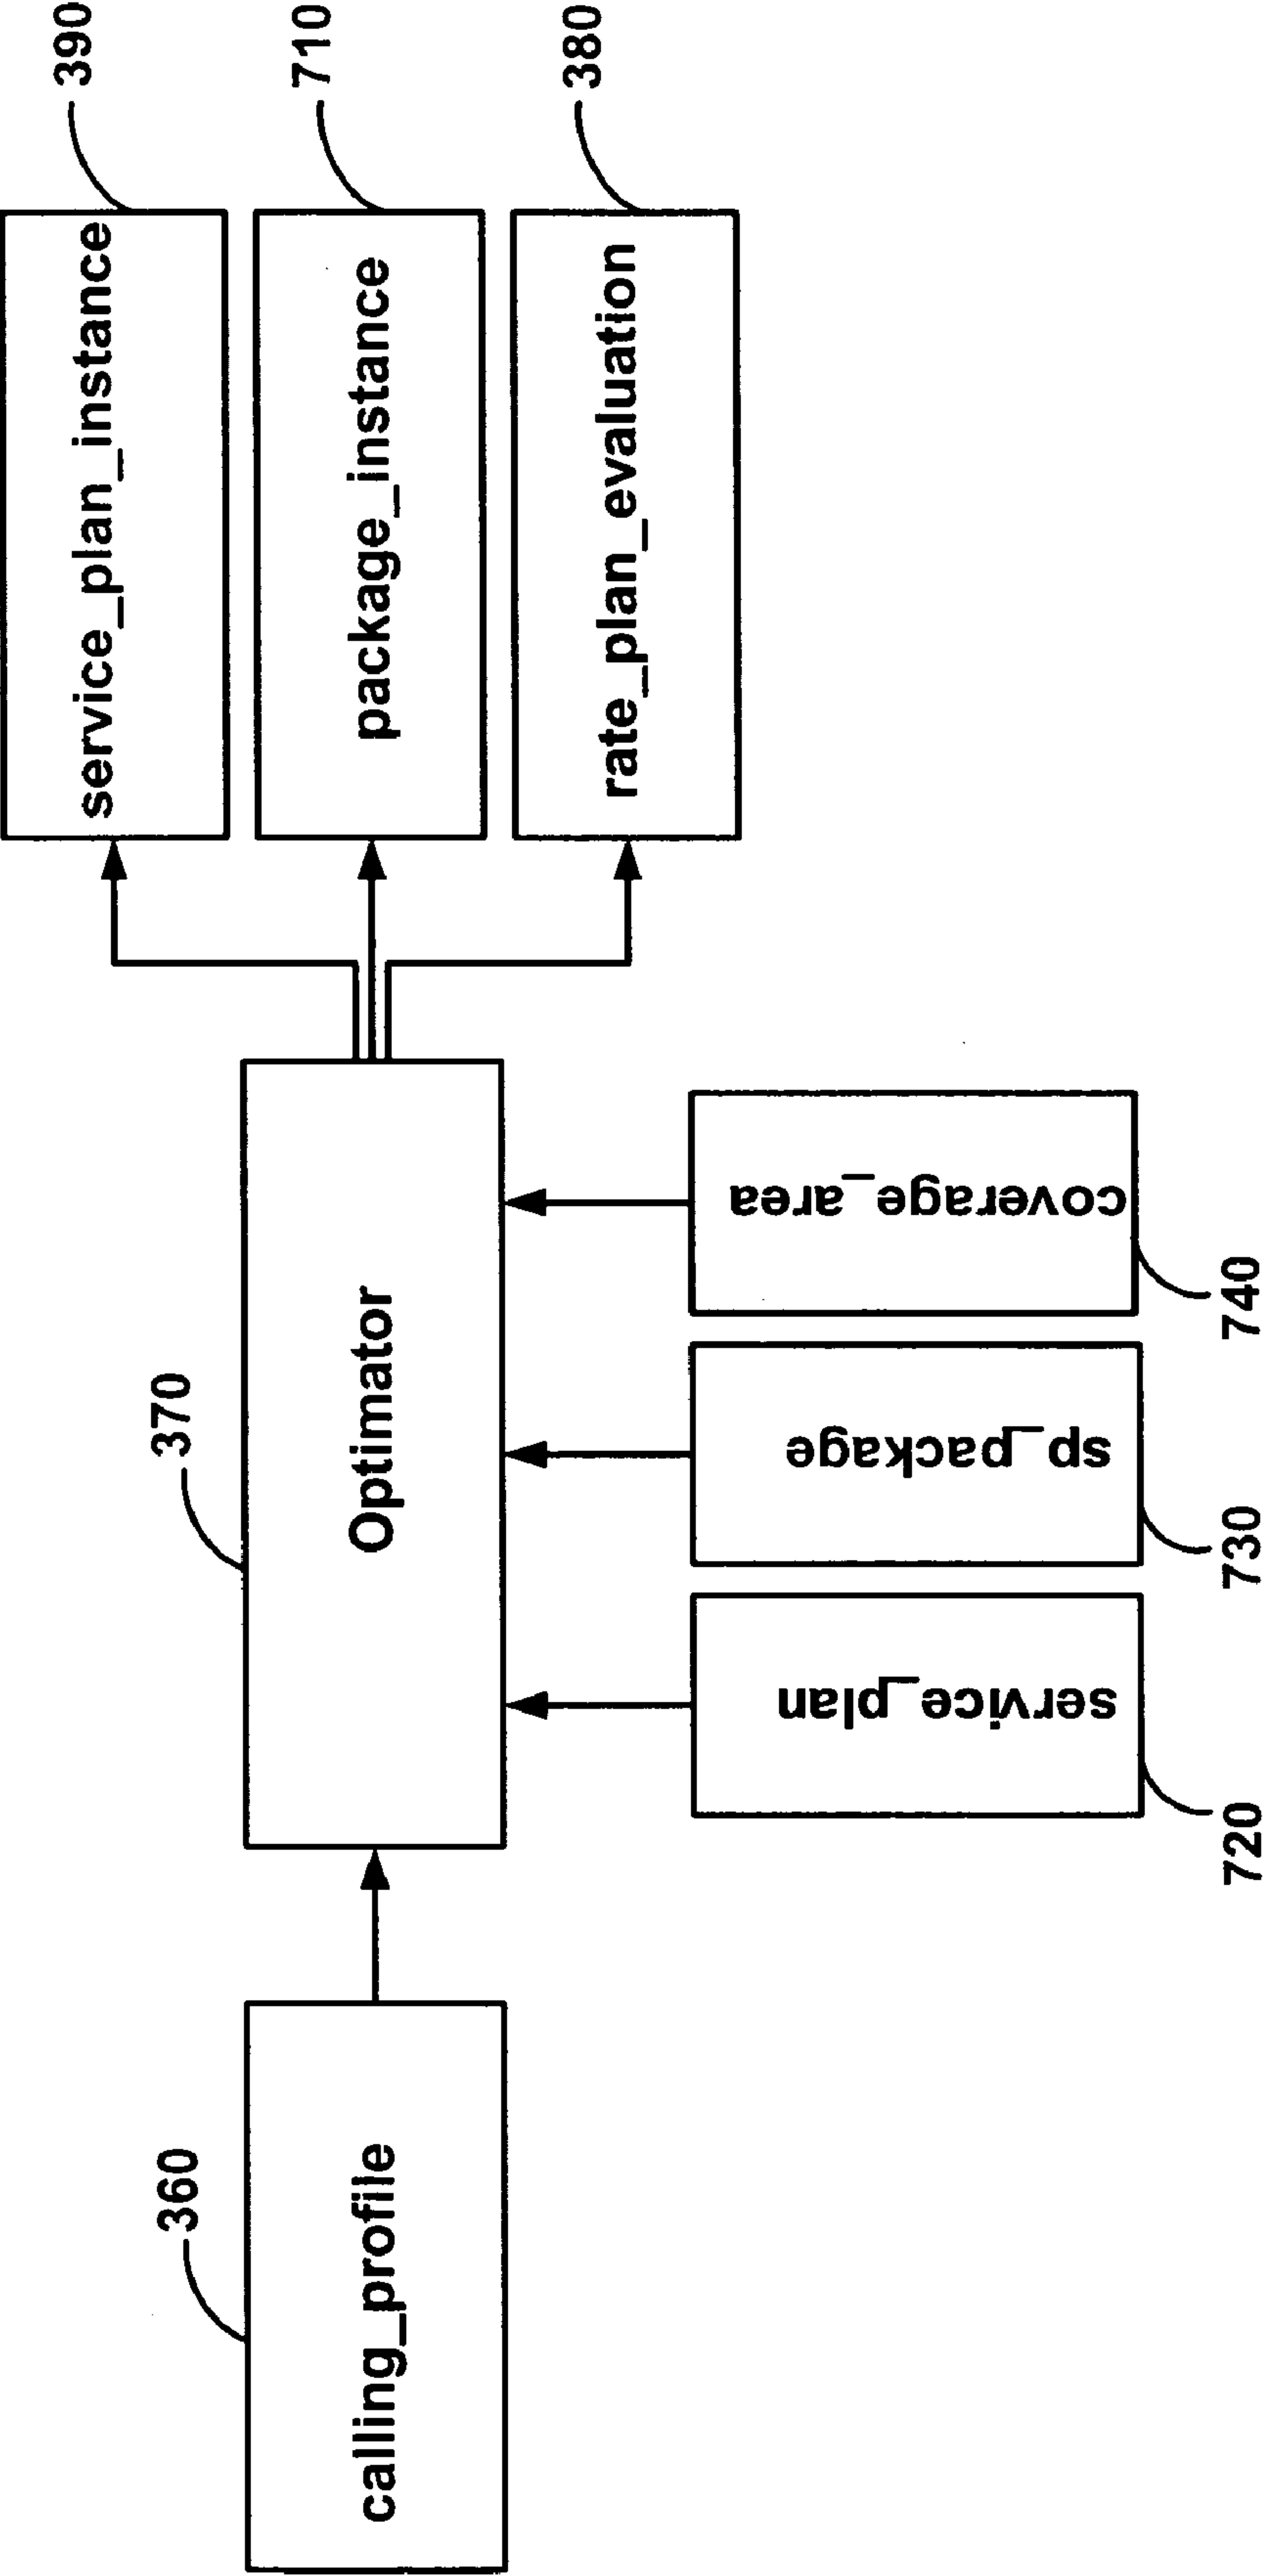 360
calling_profile
370
Optimator
390
service_plan_instance
710
package_instance
380
rate_plan_evaluation
service_plan
720
sp_package
730
coverage_area
740